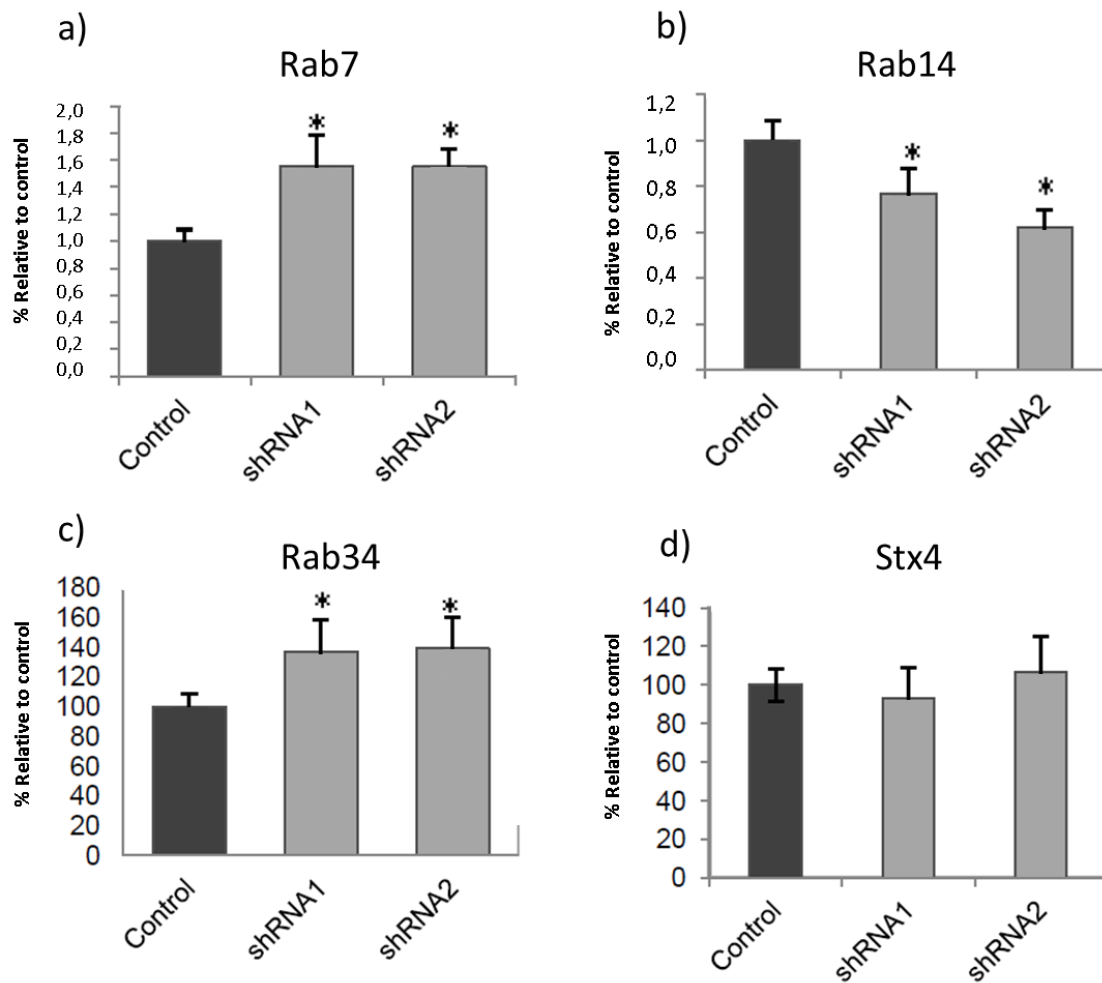 a)
Rab7
% Relative to control
2,0
1,8
1,6
1,4
1,2
1,0
0,8
0,6
0,4
0,2
0,0
*
*
Control
shRNA1
shRNA2
b)
Rab14
% Relative to control
1,2
1,0
0,8
0,6
0,4
0,2
0,0
*
*
Control
shRNA1
shRNA2
c)
Rab34
% Relative to control
180
160
140
120
100
80
60
40
20
0
*
*
Control
shRNA1
shRNA2
d)
Stx4
% Relative to control
140
120
100
80
60
40
20
0
Control
shRNA1
shRNA2